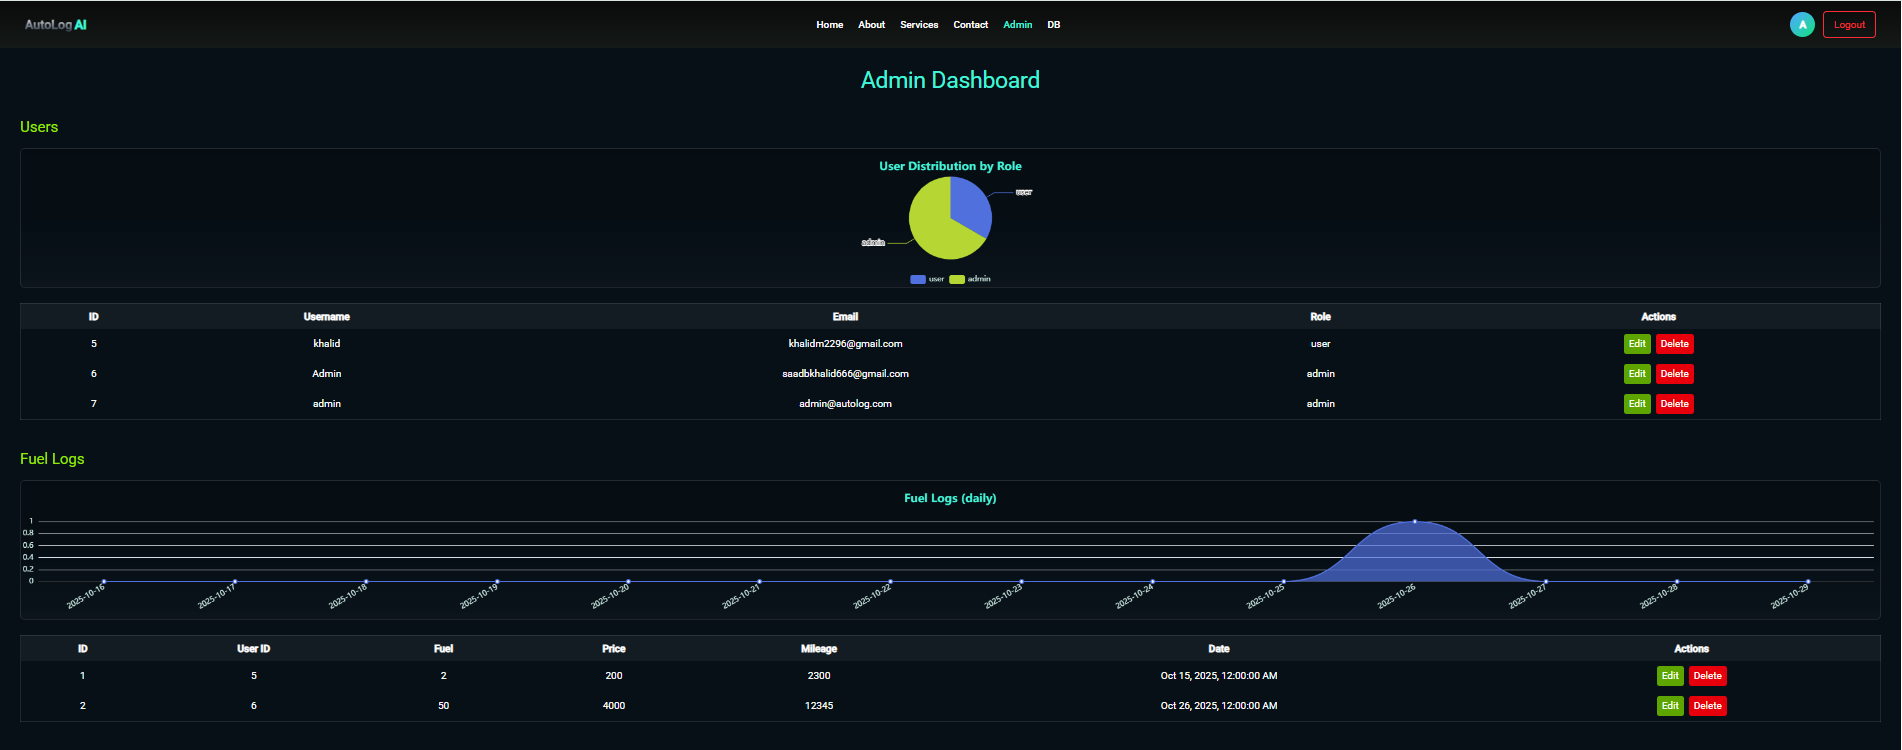 AutoLog AI Home About Services Contact Admin DB A Logout
Admin Dashboard
Users
User Distribution by Role
user
admin
user admin
ID Username Email Role Actions
5 khalid khalidm2296@gmail.com user Edit Delete
6 Admin saadbkhalid666@gmail.com admin Edit Delete
7 admin admin@autolog.com admin Edit Delete
Fuel Logs
Fuel Logs (daily)
1
0.8
0.6
0.4
0.2
0
2025-10-16 2025-10-17 2025-10-18 2025-10-19 2025-10-20 2025-10-21 2025-10-22 2025-10-23 2025-10-24 2025-10-25 2025-10-26 2025-10-27 2025-10-28 2025-10-29
ID User ID Fuel Price Mileage Date Actions
1 5 2 200 2300 Oct 15, 2025, 12:00:00 AM Edit Delete
2 6 50 4000 12345 Oct 26, 2025, 12:00:00 AM Edit Delete